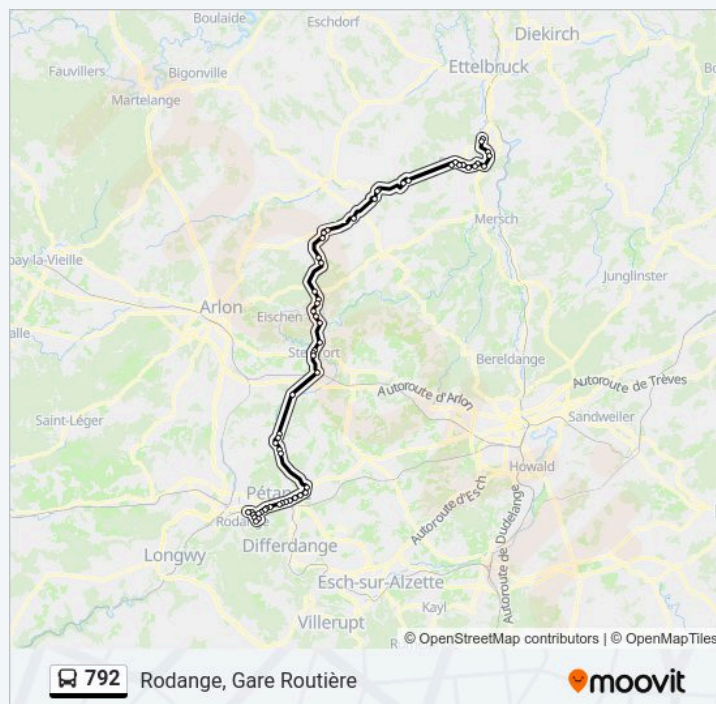 Boulaide
Eschdorf
Diekirch
Ettelbruck
Fauvillers
Bigonville
Martelange
Mersch
pay-la-Vieille
Junglinster
Arlon
alle
Eischen
Steinfort
Bereldange
Autoroute de Trèves
Autoroute d'Arlon
Saint-Léger
Sandweiler
Howald
Autoroute d'Esch
Pétan
Rodange
Differdange
Autoroute de Dudelange
Longwy
Esch-sur-Alzette
Kayl
Villerupt
© OpenStreetMap contributors | © OpenMapTiles
792 Rodange, Gare Routière
moovit